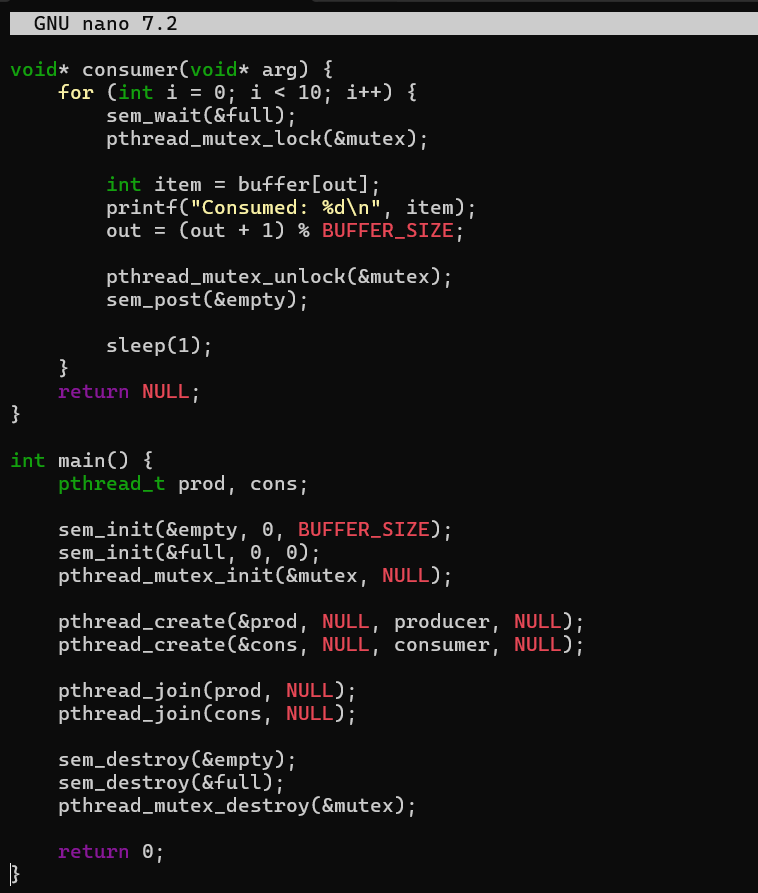 GNU nano 7.2
void* consumer(void* arg) {
    for (int i = 0; i < 10; i++) {
        sem_wait(&full);
        pthread_mutex_lock(&mutex);

        int item = buffer[out];
        printf("Consumed: %d\n", item);
        out = (out + 1) % BUFFER_SIZE;

        pthread_mutex_unlock(&mutex);
        sem_post(&empty);

        sleep(1);
    }
    return NULL;
}

int main() {
    pthread_t prod, cons;

    sem_init(&empty, 0, BUFFER_SIZE);
    sem_init(&full, 0, 0);
    pthread_mutex_init(&mutex, NULL);

    pthread_create(&prod, NULL, producer, NULL);
    pthread_create(&cons, NULL, consumer, NULL);

    pthread_join(prod, NULL);
    pthread_join(cons, NULL);

    sem_destroy(&empty);
    sem_destroy(&full);
    pthread_mutex_destroy(&mutex);

    return 0;
}